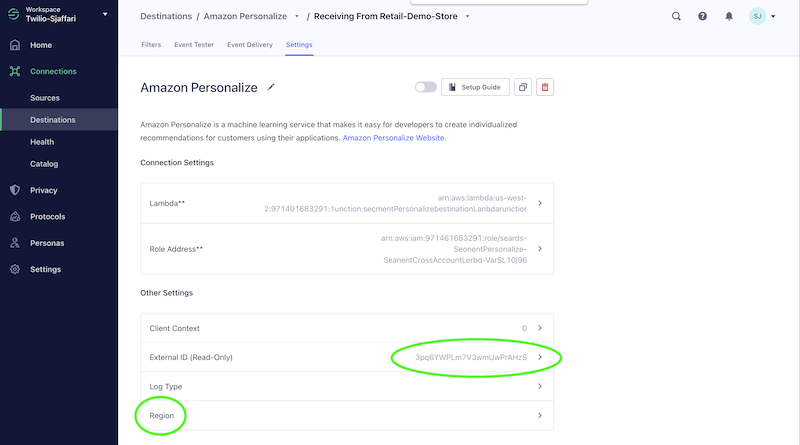 Workspace
Twilio-Sjaffari
Home
Connections
Sources
Destinations
Health
Catalog
Privacy
Protocols
Personas
Settings
Destinations / Amazon Personalize / Receiving From Retail-Demo-Store
SJ
Filters Event Tester Event Delivery Settings
Amazon Personalize
Setup Guide
Amazon Personalize is a machine learning service that makes it easy for developers to create individualized
recommendations for customers using their applications. Amazon Personalize Website.
Connection Settings
Lambda**
arn:aws:lambda:us-west-
2:971401683291:1unction:secmentPersonalizebestinationLanbdarunctior
Role Address**
arn:aws:iam:971461683291:role/seards-
SeonentPersonalize-
SeanentCrossAccountLerbd-VarSL10j96
Other Settings
Client Context 0
External ID (Read-Only) 3pq6YWPLm7V3wmUwPrAHzS
Log Type
Region